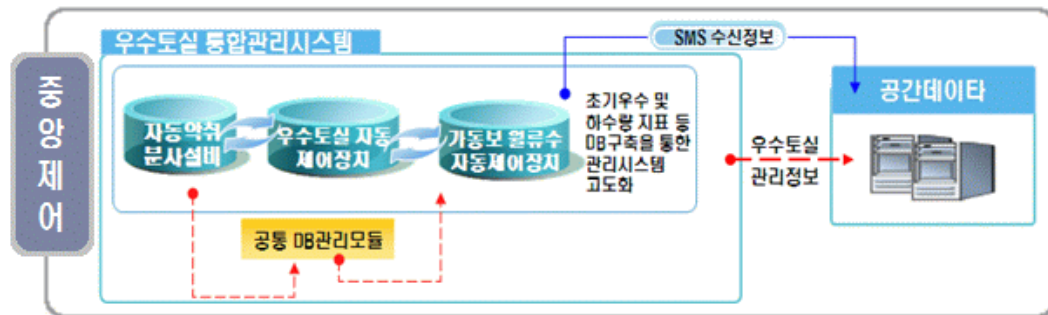 우수토실 통합관리시스템
SMS 수신정보
중
앙
제
어
공간데이타
자동악취
분사설비
우수토실 자동
제어장치
가동보 월류수
자동제어장치
초기우수 및
하수량 지표 등
DB구축을 통한
관리시스템
고도화
우수토실
관리정보
공통 DB관리모듈